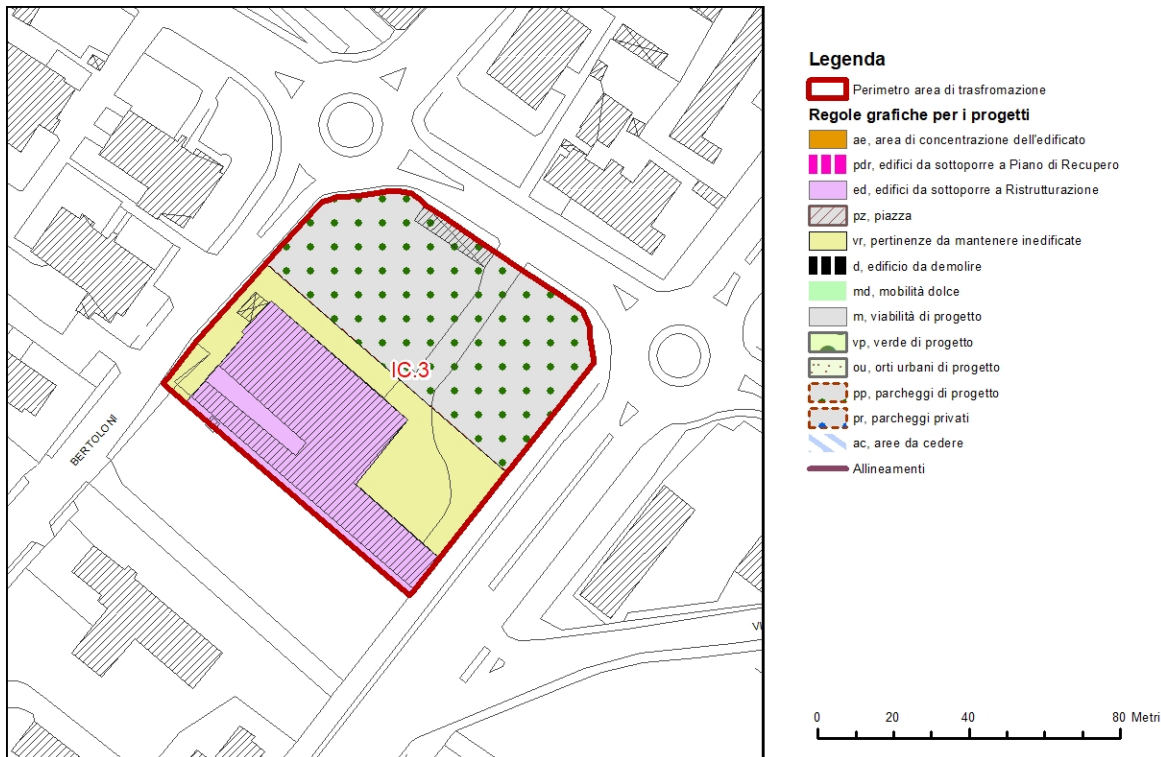 IC.3
BERTOLONI
Legenda
Perimetro area di trasfromazione
Regole grafiche per i progetti
ae, area di concentrazione dell'edificato
pdr, edifici da sottoporre a Piano di Recupero
ed, edifici da sottoporre a Ristrutturazione
pz, piazza
vr, pertinenze da mantenere inedificate
d, edificio da demolire
md, mobilità dolce
m, viabilità di progetto
vp, verde di progetto
ou, orti urbani di progetto
pp, parcheggi di progetto
pr, parcheggi privati
ac, aree da cedere
Allineamenti
0 20 40 80 Metri